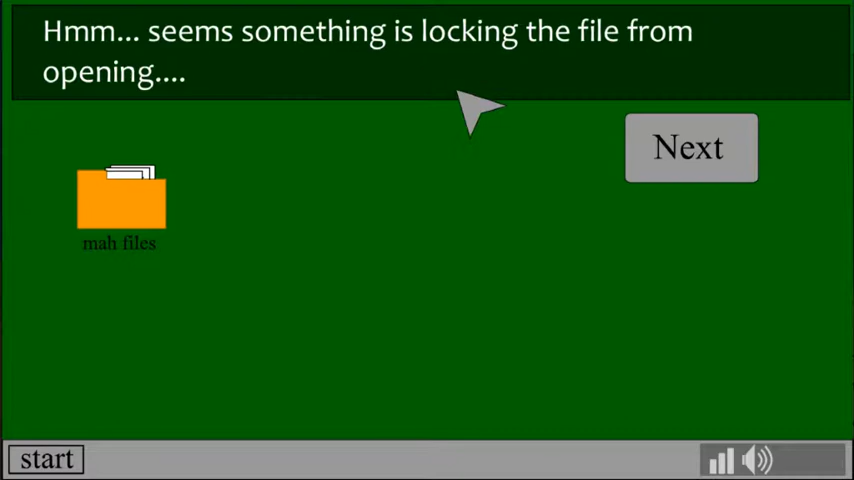 Hmm... seems something is locking the file from
opening....
Next
mah files
start